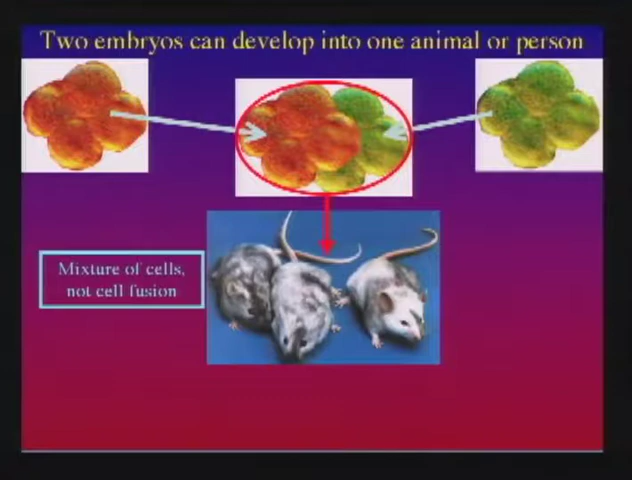 Two embryos can develop into one animal or person
Mixture of cells,
not cell fusion